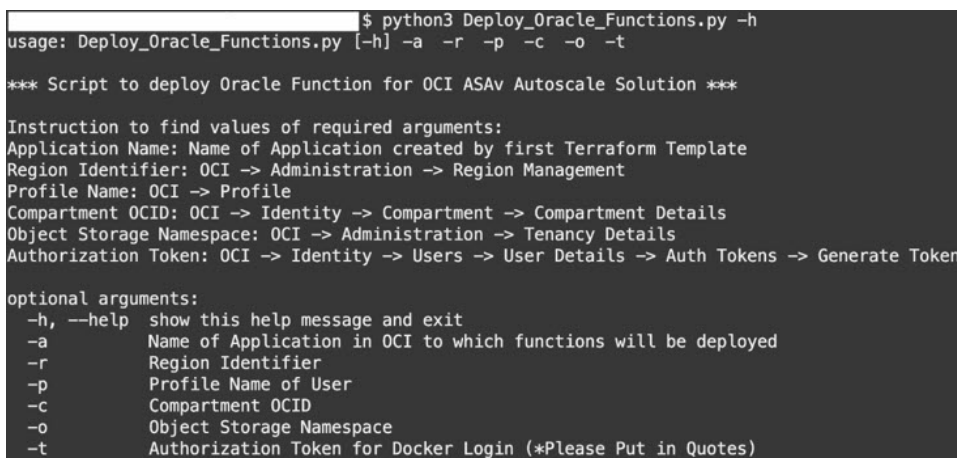 $ python3 Deploy_Oracle_Functions.py -h
usage: Deploy_Oracle_Functions.py [-h] -a -r -p -c -o -t
*** Script to deploy Oracle Function for OCI ASAv Autoscale Solution ***
Instruction to find values of required arguments:
Application Name: Name of Application created by first Terraform Template
Region Identifier: OCI -> Administration -> Region Management
Profile Name: OCI -> Profile
Compartment OCID: OCI -> Identity -> Compartment -> Compartment Details
Object Storage Namespace: OCI -> Administration -> Tenancy Details
Authorization Token: OCI -> Identity -> Users -> User Details -> Auth Tokens -> Generate Token
optional arguments:
-h, --help show this help message and exit
-a Name of Application in OCI to which functions will be deployed
-r Region Identifier
-p Profile Name of User
-c Compartment OCID
-o Object Storage Namespace
-t Authorization Token for Docker Login (*Please Put in Quotes)